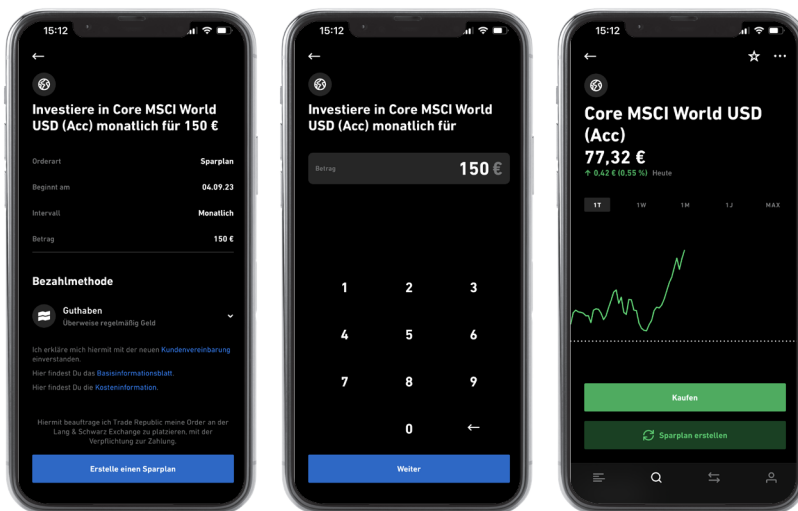 15:12
Investiere in Core MSCI World
USD (Acc) monatlich für 150 €
Orderart Sparplan
Beginnt am 04.09.23
Intervall Monatlich
Betrag 150 €
Bezahlmethode
Guthaben
Überweise regelmäßig Geld
Ich erkläre mich hiermit mit der neuen Kundenvereinbarung
einverstanden.
Hier findest Du das Basisinformationsblatt.
Hier findest Du die Kosteninformation.
Hiermit beauftrage ich Trade Republic meine Order an der
Lang & Schwarz Exchange zu platzieren, mit der
Verpflichtung zur Zahlung.
Erstelle einen Sparplan
15:12
Investiere in Core MSCI World
USD (Acc) monatlich für
Betrag 150 €
1 2 3
4 5 6
7 8 9
0 ←
Weiter
15:12
Core MSCI World USD
(Acc)
77,32 €
↑ 0,42 € (0,55 %) Heute
1T 1W 1M 1J MAX
Kaufen
Sparplan erstellen